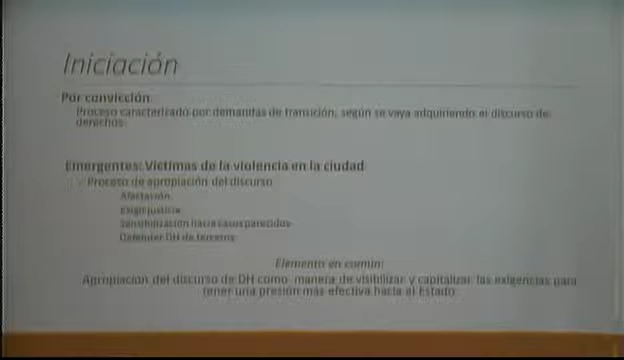 Iniciación
Por convicción
Proceso caracterizado por demandas de transición, según se vaya adquiriendo el discurso de
derechos.
Emergentes: Víctimas de la violencia en la ciudad
Proceso de apropiación del discurso
Afectación
Exigir justicia
Sensibilización hacia casos parecidos
Defender DH de terceros
Elemento en común:
Apropiación del discurso de DH como manera de visibilizar y capitalizar las exigencias para
tener una presión más efectiva hacia el Estado